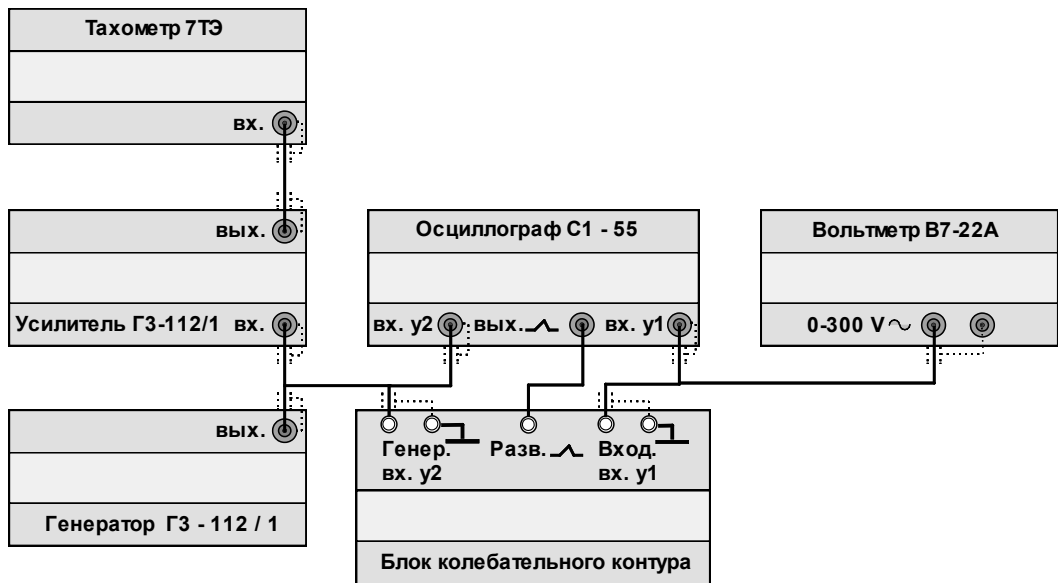 Тахометр 7ТЭ
вх.
вых.
Усилитель Г3-112/1 вх.
Осциллограф С1 - 55
вх. у2 вых. вх. у1
Вольтметр В7-22А
0-300 V ~
вых.
Генератор Г3 - 112 / 1
Генер. Разв. Вход.
вх. у2 вх. у1
Блок колебательного контура